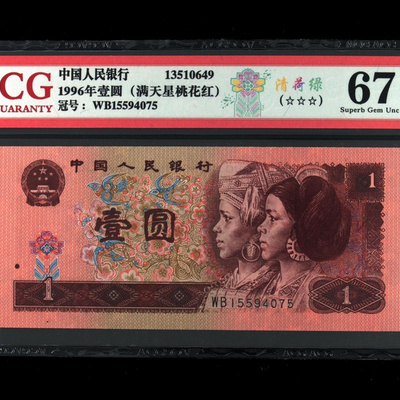 CG
UARANTY
中国人民银行 13510649
1996年壹圆（满天星桃花红）
冠号：WB15594075
清荷绿
(☆☆☆)
67
Superb Gem Unc
中国人民银行
1
壹圆
1
WB15594075
1